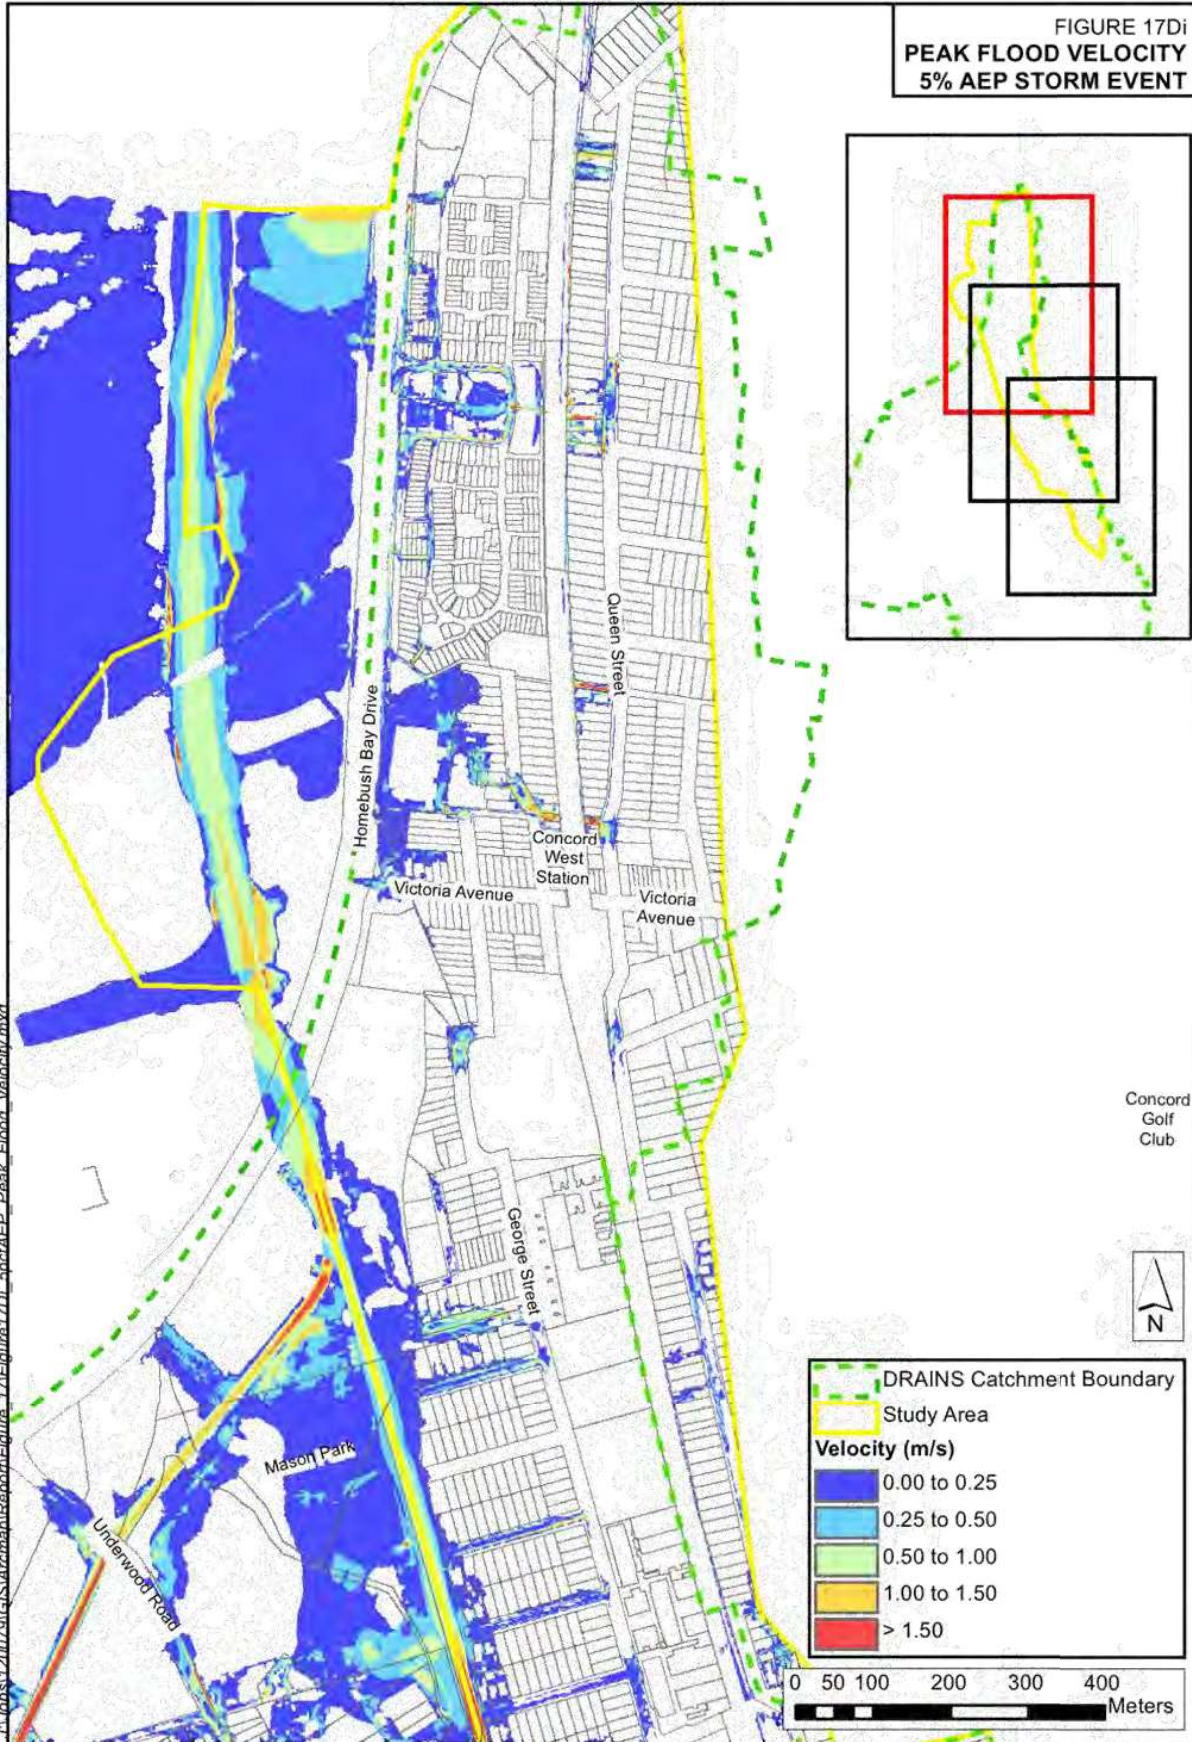 FIGURE 17Di
PEAK FLOOD VELOCITY
5% AEP STORM EVENT
Queen Street
Homebush Bay Drive
Concord
West
Station
Victoria Avenue
Victoria
Avenue
Concord
Golf
Club
George Street
N
Mason Park
Underwood Road
DRAINS Catchment Boundary
Study Area
Velocity (m/s)
0.00 to 0.25
0.25 to 0.50
0.50 to 1.00
1.00 to 1.50
> 1.50
0 50 100 200 300 400
Meters